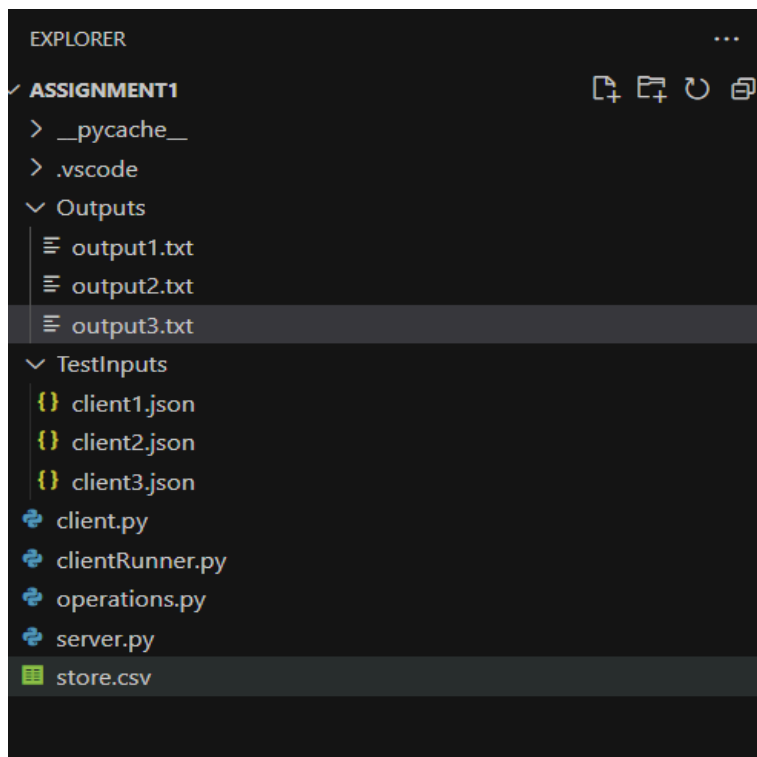 EXPLORER
ASSIGNMENT1
__pycache__
.vscode
Outputs
output1.txt
output2.txt
output3.txt
TestInputs
client1.json
client2.json
client3.json
client.py
clientRunner.py
operations.py
server.py
store.csv